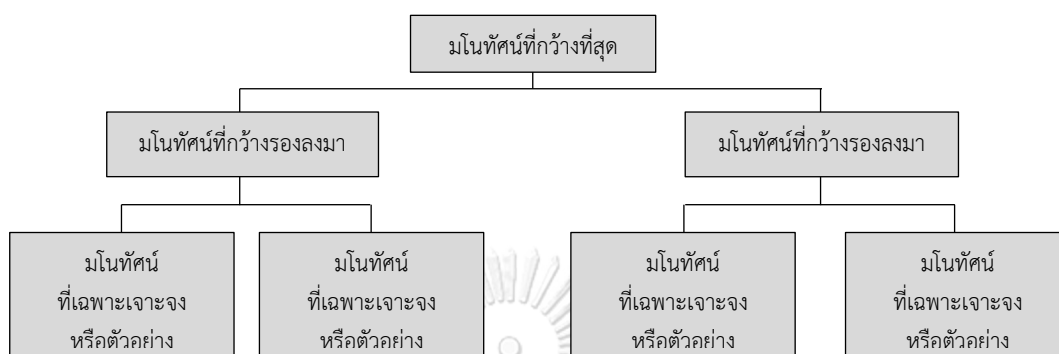 มโนทัศน์ที่กว้างที่สุด
มโนทัศน์ที่กว้างรองลงมา
มโนทัศน์ที่กว้างรองลงมา
มโนทัศน์
ที่เฉพาะเจาะจง
หรือตัวอย่าง
มโนทัศน์
ที่เฉพาะเจาะจง
หรือตัวอย่าง
มโนทัศน์
ที่เฉพาะเจาะจง
หรือตัวอย่าง
มโนทัศน์
ที่เฉพาะเจาะจง
หรือตัวอย่าง